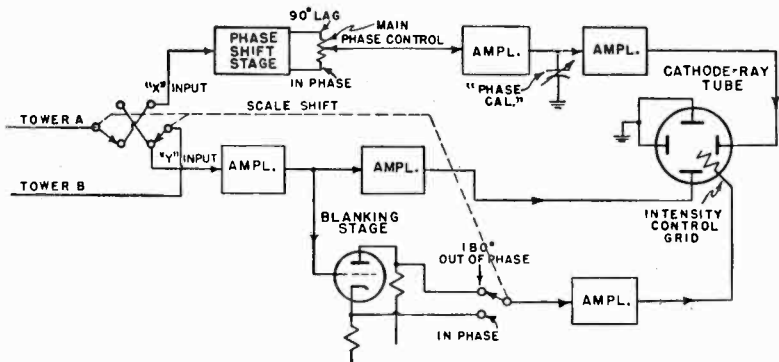 90° LAG
MAIN
PHASE CONTROL
PHASE
SHIFT
STAGE
IN PHASE
AMPL.
"PHASE
CAL."
AMPL.
CATHODE-RAY
TUBE
"X" INPUT
SCALE SHIFT
TOWER A
"Y" INPUT
TOWER B
AMPL.
AMPL.
INTENSITY
CONTROL
GRID
BLANKING
STAGE
180°
OUT OF PHASE
IN PHASE
AMPL.